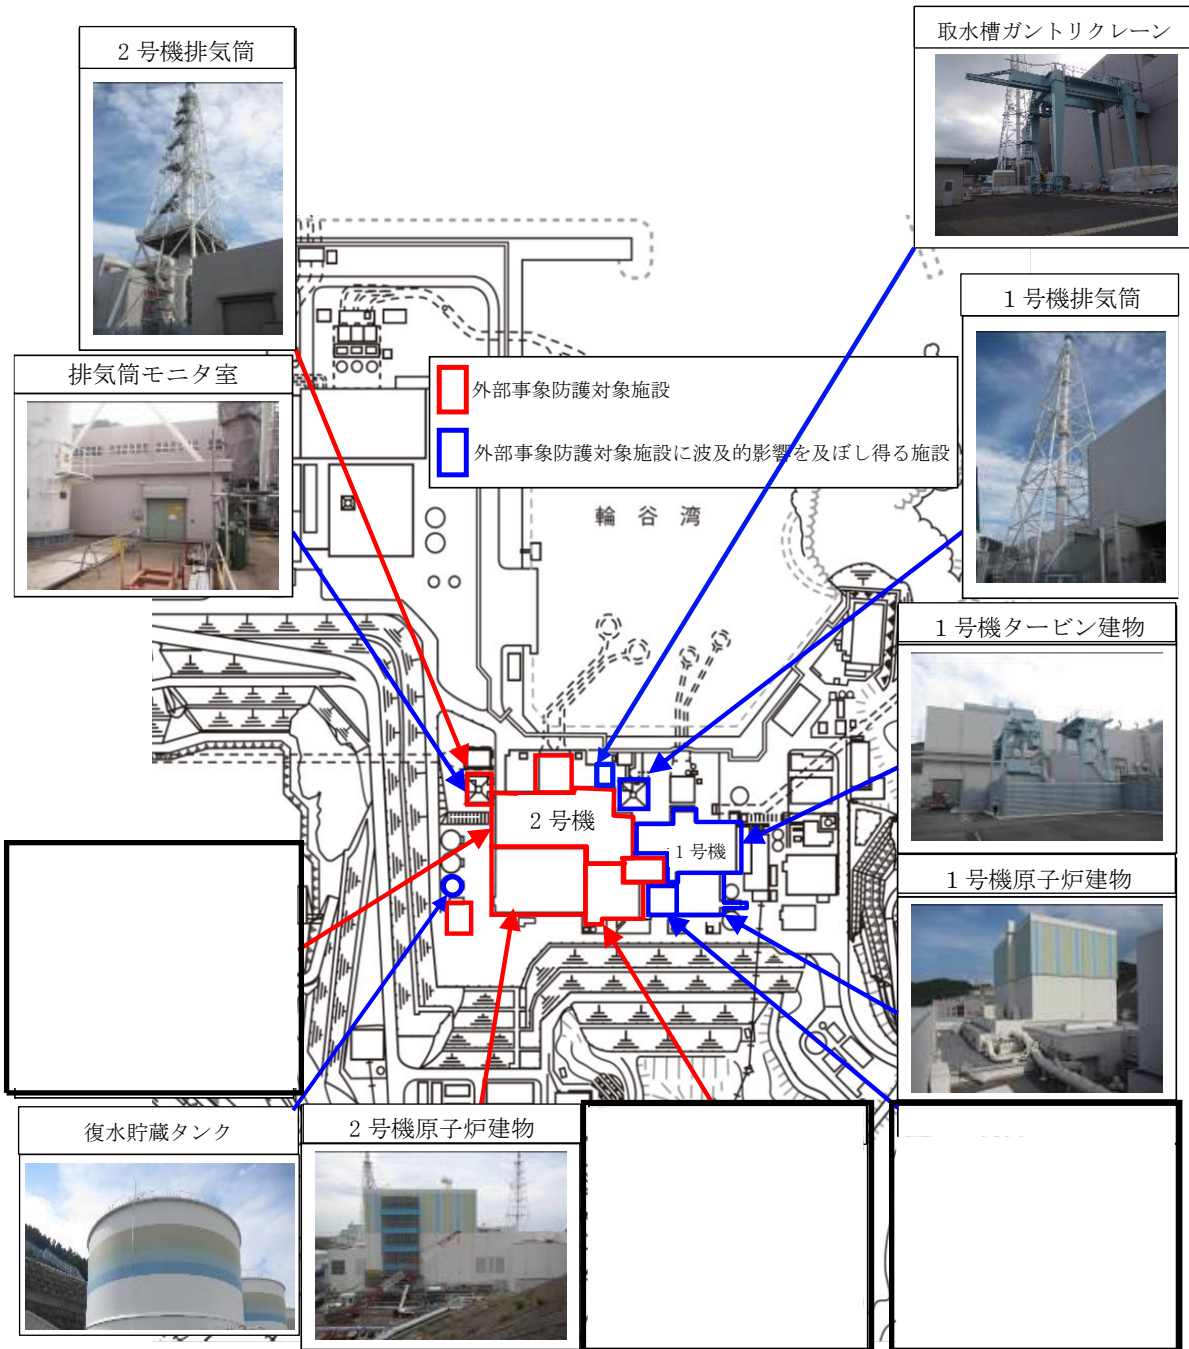 取水槽ガントリクレーン
2号機排気筒
1号機排気筒
排気筒モニタ室
外部事象防護対象施設
外部事象防護対象施設に波及的影響を及ぼし得る施設
輪谷湾
1号機タービン建物
2号機
1号機
1号機原子炉建物
復水貯蔵タンク
2号機原子炉建物